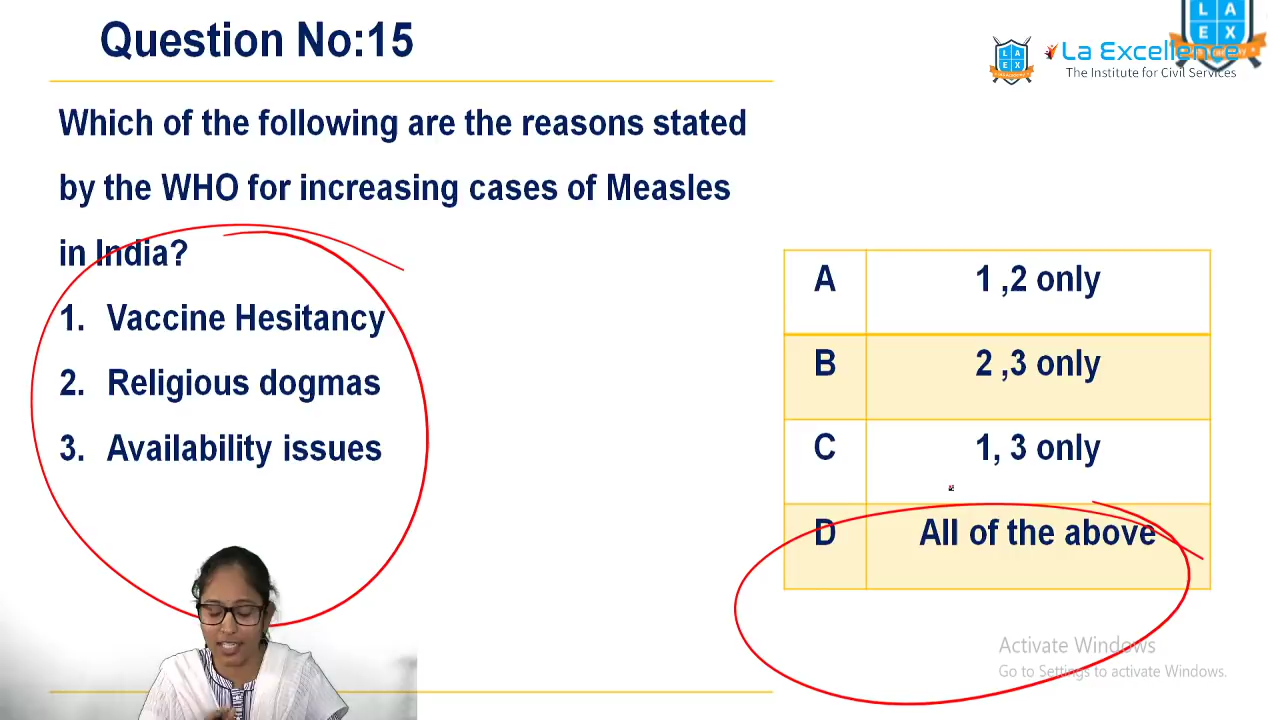 Question No:15
L A
E X
La Excellence
The Institute for Civil Services
L A
E X
Which of the following are the reasons stated
by the WHO for increasing cases of Measles
in India?
1. Vaccine Hesitancy
2. Religious dogmas
3. Availability issues
A 1 ,2 only
B 2 ,3 only
C 1, 3 only
D All of the above
Activate Windows
Go to Settings to activate Windows.